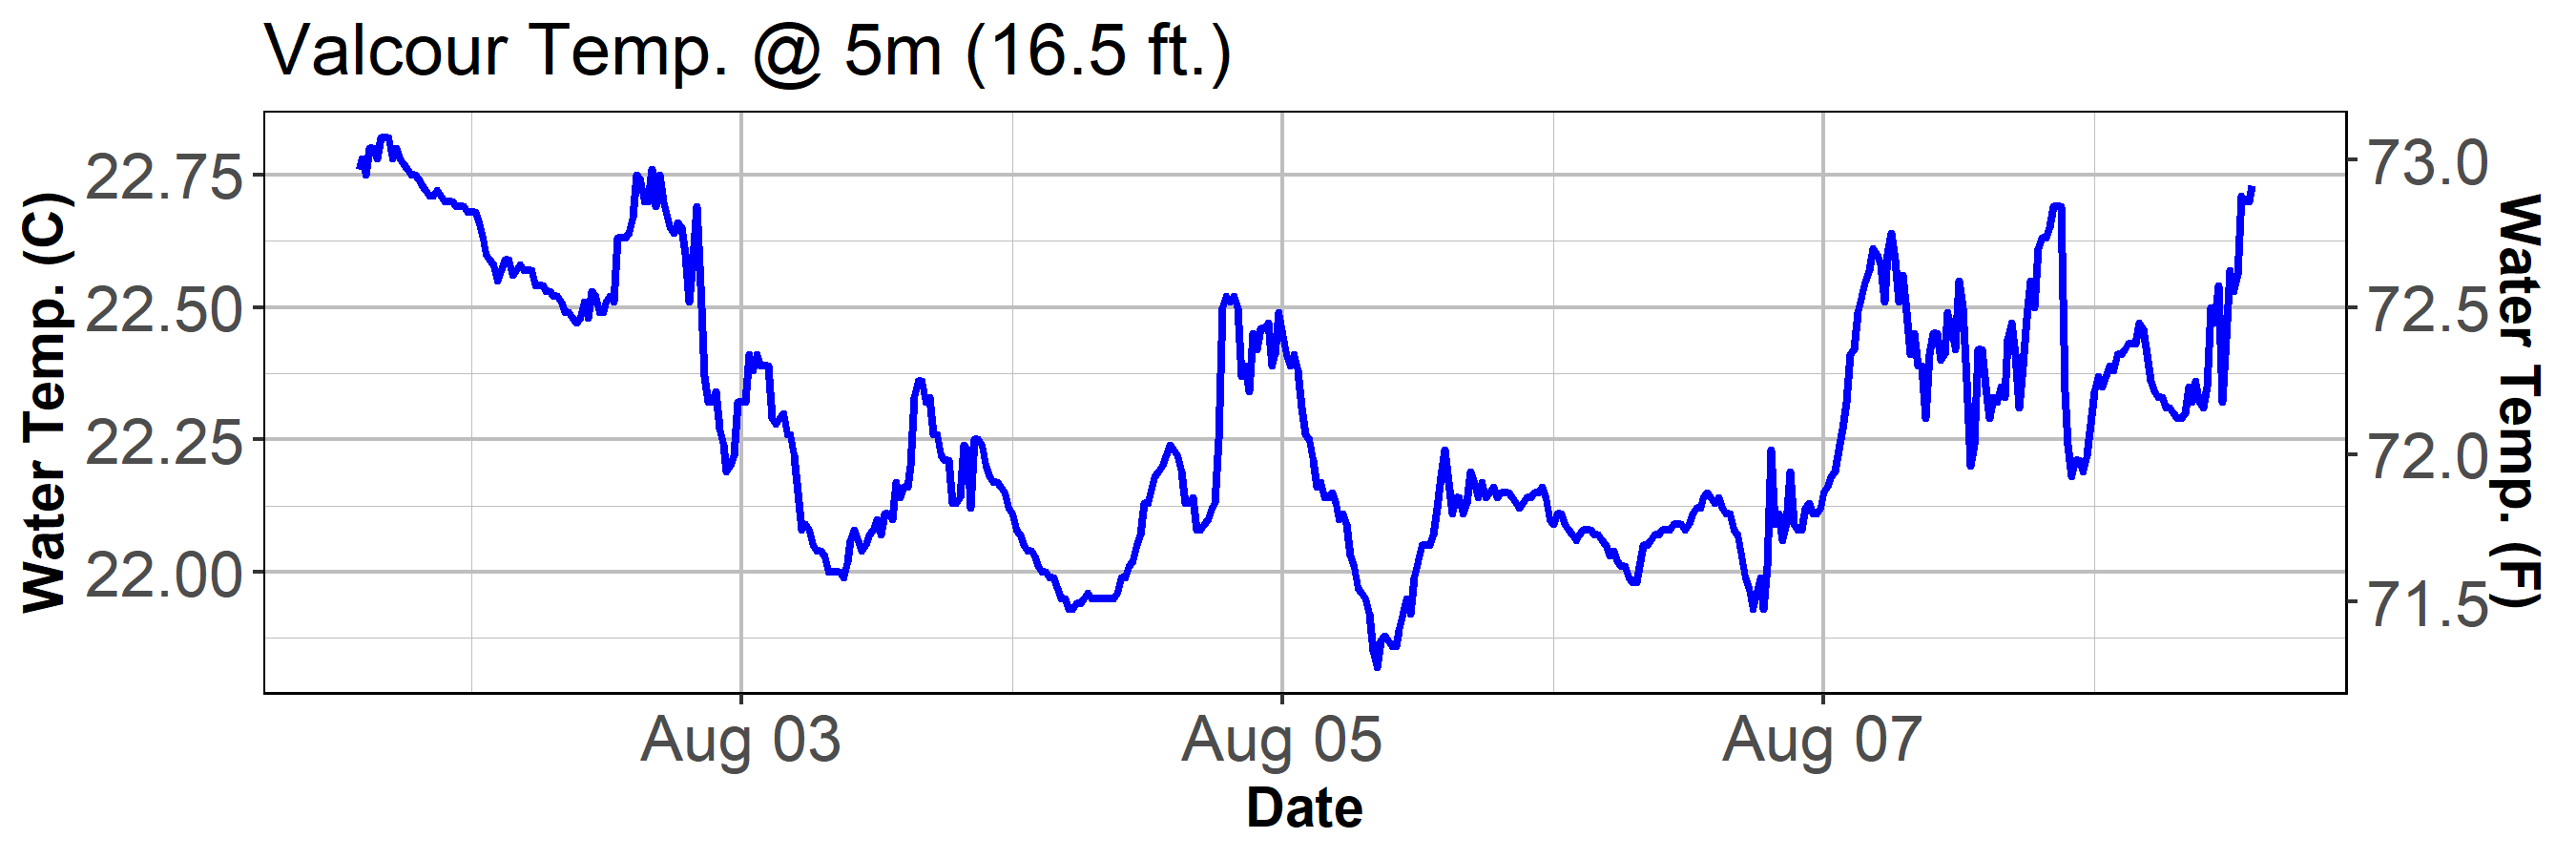 Valcour Temp. @ 5m (16.5 ft.)
Water Temp. (C)
22.75
22.50
22.25
22.00
73.0
72.5
72.0
71.5
Water Temp. (F)
Aug 03 Aug 05 Aug 07
Date